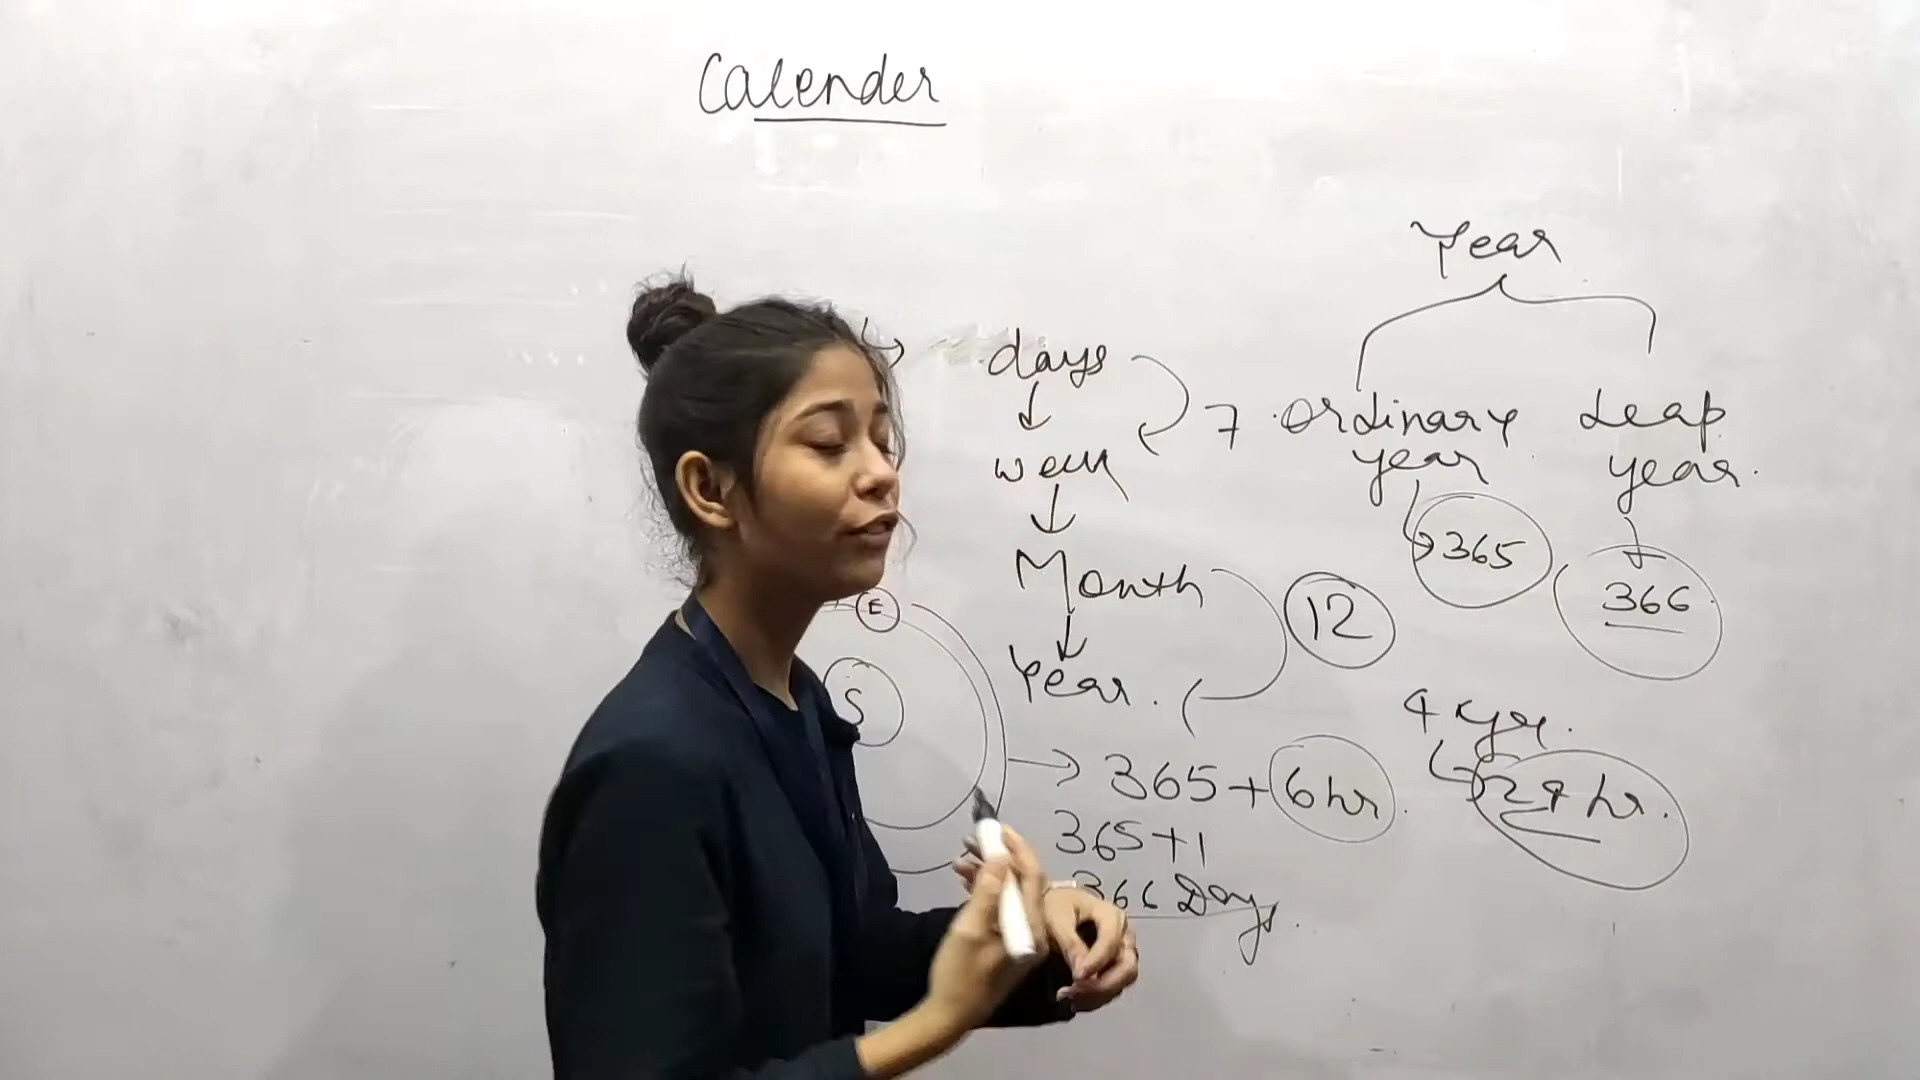 Calender
Year
days
7
ordinary
year
Leap
year.
week
365
366
Month
12
E
S
Year.
4 yr.
24 hr.
365 + 6 hr.
365+1
366 Days.